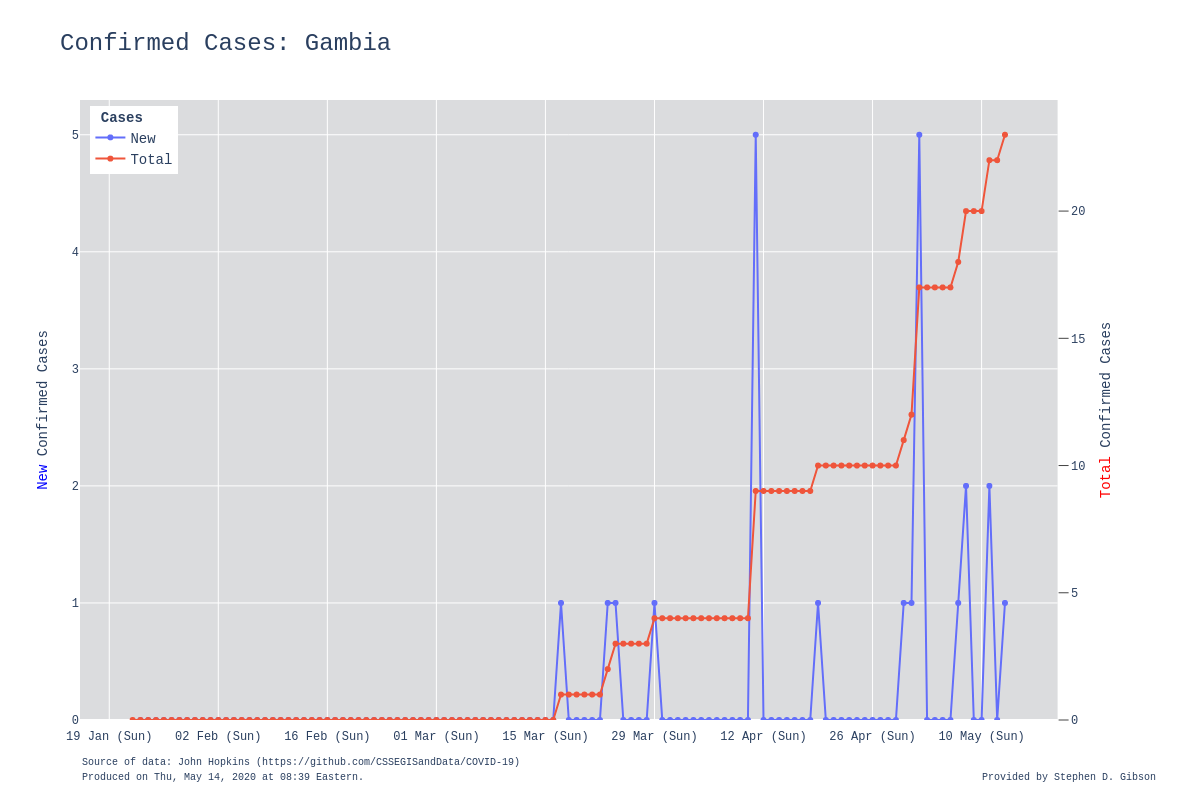 Confirmed Cases: Gambia
Cases
New
Total
5
4
3
2
1
0
New Confirmed Cases
20
15
10
5
0
Total Confirmed Cases
19 Jan (Sun) 02 Feb (Sun) 16 Feb (Sun) 01 Mar (Sun) 15 Mar (Sun) 29 Mar (Sun) 12 Apr (Sun) 26 Apr (Sun) 10 May (Sun)
Source of data: John Hopkins (https://github.com/CSSEGISandData/COVID-19)
Produced on Thu, May 14, 2020 at 08:39 Eastern.
Provided by Stephen D. Gibson